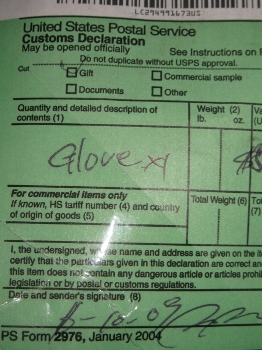 LC294991673US
United States Postal Service
Customs Declaration
May be opened officially See Instructions on
Do not duplicate without USPS approval.
Cut
Gift Commercial sample
Documents Other
Quantity and detailed description of contents (1) Weight (2)
lb. oz.
Glove x1 $
For commercial items only
If known, HS tariff number (4) and country
of origin of goods (5)
Total Weight (6)
(7)
I, the undersigned, whose name and address are given on the
certify that the particulars given in this declaration are correct
this item does not contain any dangerous article or articles
legislation or by postal or customs regulations.
Date and sender's signature (8)
PS Form 2976, January 2004